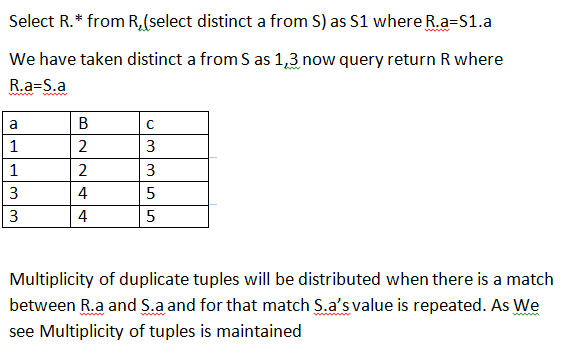 Select R.* from R,(select distinct a from S) as S1 where R.a=S1.a
We have taken distinct a from S as 1,3 now query return R where
R.a=S.a
a B c
1 2 3
1 2 3
3 4 5
3 4 5
Multiplicity of duplicate tuples will be distributed when there is a match
between R.a and S.a and for that match S.a's value is repeated. As We
see Multiplicity of tuples is maintained